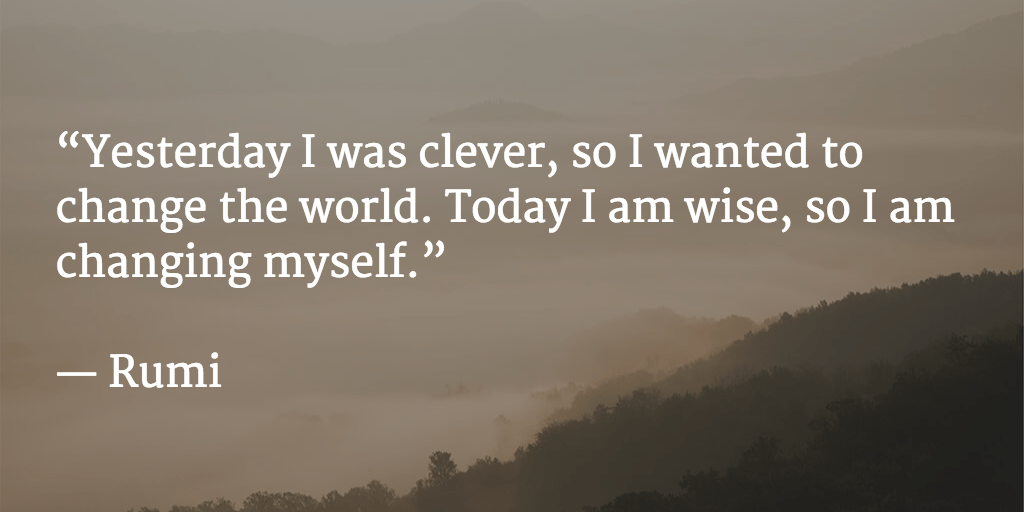 “Yesterday I was clever, so I wanted to
change the world. Today I am wise, so I am
changing myself.”
— Rumi